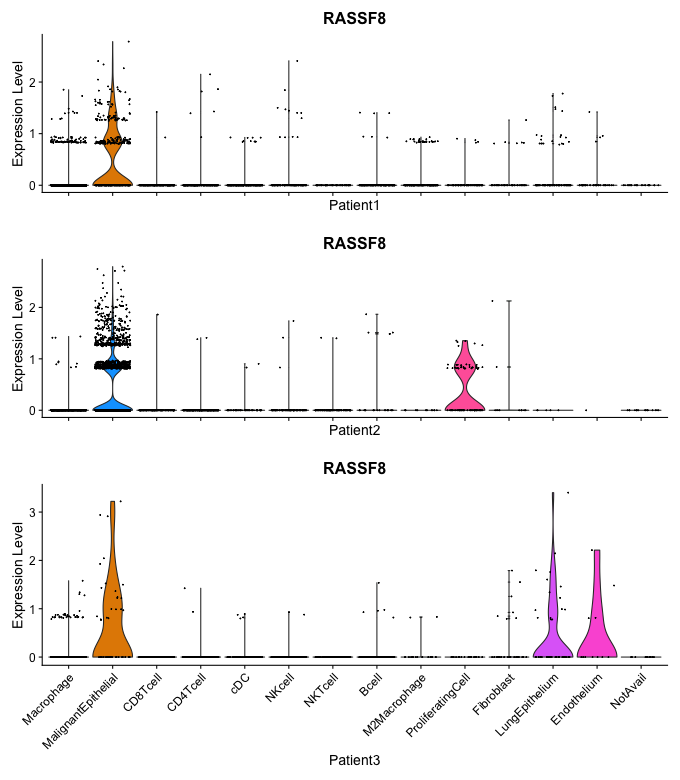 RASSF8
Expression Level
2
1
0
Patient1
RASSF8
Expression Level
2
1
0
Patient2
RASSF8
Expression Level
3
2
1
0
Macrophage
MalignantEpithelial
CD8Tcell
CD4Tcell
cDC
NKcell
NKTcell
Bcell
M2Macrophage
ProliferatingCell
Fibroblast
LungEpithelium
Endothelium
NotAvail
Patient3